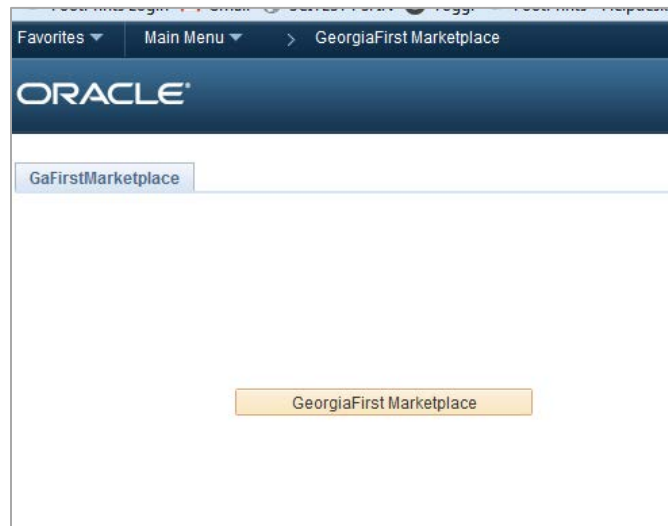 Favorites Main Menu > GeorgiaFirst Marketplace
ORACLE®
GaFirstMarketplace
GeorgiaFirst Marketplace